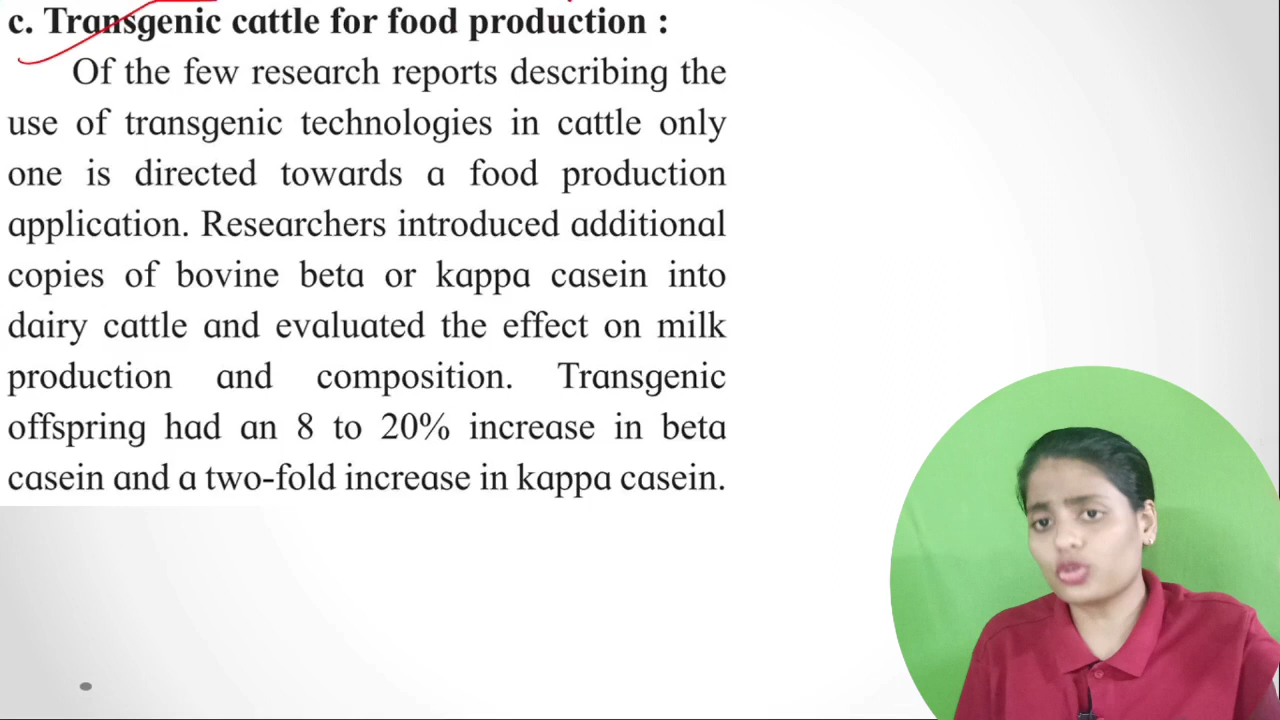 c. Transgenic cattle for food production :
Of the few research reports describing the
use of transgenic technologies in cattle only
one is directed towards a food production
application. Researchers introduced additional
copies of bovine beta or kappa casein into
dairy cattle and evaluated the effect on milk
production and composition. Transgenic
offspring had an 8 to 20% increase in beta
casein and a two-fold increase in kappa casein.